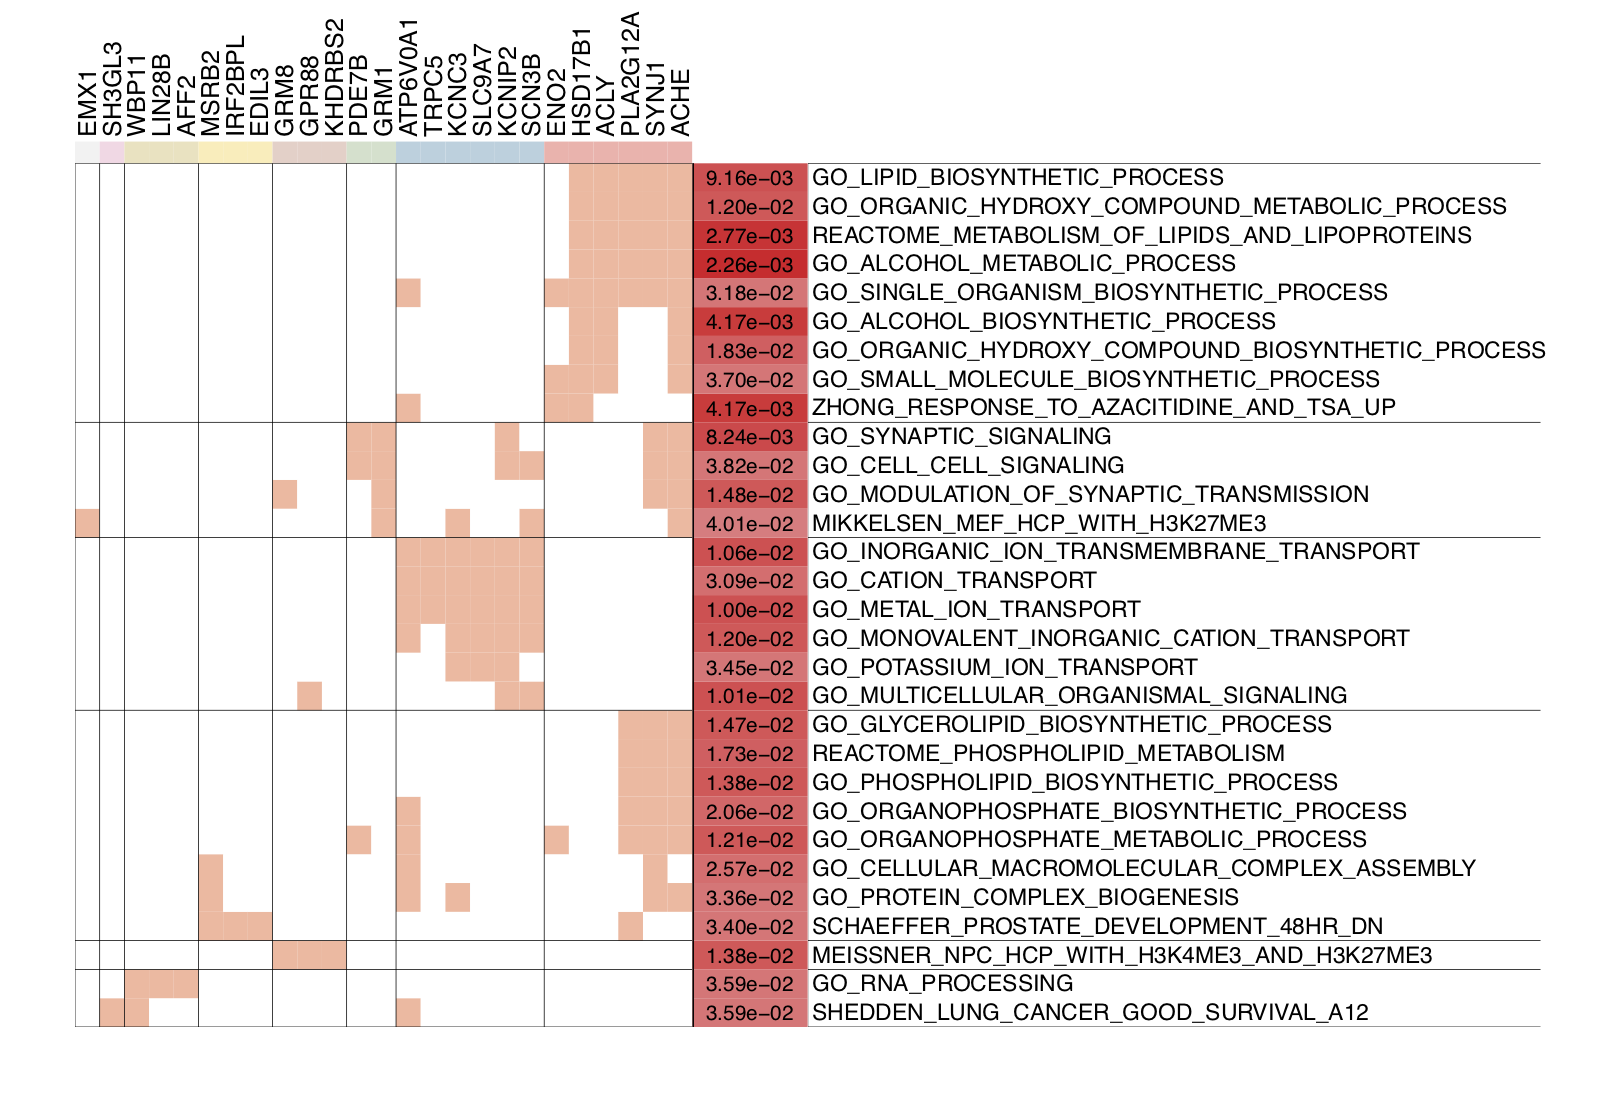 EMX1
SH3GL3
WBP11
LIN28B
AFF2
MSRB2
IRF2BPL
EDIL3
GRM8
GPR88
KHDRBS2
PDE7B
GRM1
ATP6V0A1
TRPC5
KCNC3
SLC9A7
KCNIP2
SCN3B
ENO2
HSD17B1
ACLY
PLA2G12A
SYNJ1
ACHE
9.16e−03 GO_LIPID_BIOSYNTHETIC_PROCESS
1.20e−02 GO_ORGANIC_HYDROXY_COMPOUND_METABOLIC_PROCESS
2.77e−03 REACTOME_METABOLISM_OF_LIPIDS_AND_LIPOPROTEINS
2.26e−03 GO_ALCOHOL_METABOLIC_PROCESS
3.18e−02 GO_SINGLE_ORGANISM_BIOSYNTHETIC_PROCESS
4.17e−03 GO_ALCOHOL_BIOSYNTHETIC_PROCESS
1.83e−02 GO_ORGANIC_HYDROXY_COMPOUND_BIOSYNTHETIC_PROCESS
3.70e−02 GO_SMALL_MOLECULE_BIOSYNTHETIC_PROCESS
4.17e−03 ZHONG_RESPONSE_TO_AZACITIDINE_AND_TSA_UP
8.24e−03 GO_SYNAPTIC_SIGNALING
3.82e−02 GO_CELL_CELL_SIGNALING
1.48e−02 GO_MODULATION_OF_SYNAPTIC_TRANSMISSION
4.01e−02 MIKKELSEN_MEF_HCP_WITH_H3K27ME3
1.06e−02 GO_INORGANIC_ION_TRANSMEMBRANE_TRANSPORT
3.09e−02 GO_CATION_TRANSPORT
1.00e−02 GO_METAL_ION_TRANSPORT
1.20e−02 GO_MONOVALENT_INORGANIC_CATION_TRANSPORT
3.45e−02 GO_POTASSIUM_ION_TRANSPORT
1.01e−02 GO_MULTICELLULAR_ORGANISMAL_SIGNALING
1.47e−02 GO_GLYCEROLIPID_BIOSYNTHETIC_PROCESS
1.73e−02 REACTOME_PHOSPHOLIPID_METABOLISM
1.38e−02 GO_PHOSPHOLIPID_BIOSYNTHETIC_PROCESS
2.06e−02 GO_ORGANOPHOSPHATE_BIOSYNTHETIC_PROCESS
1.21e−02 GO_ORGANOPHOSPHATE_METABOLIC_PROCESS
2.57e−02 GO_CELLULAR_MACROMOLECULAR_COMPLEX_ASSEMBLY
3.36e−02 GO_PROTEIN_COMPLEX_BIOGENESIS
3.40e−02 SCHAEFFER_PROSTATE_DEVELOPMENT_48HR_DN
1.38e−02 MEISSNER_NPC_HCP_WITH_H3K4ME3_AND_H3K27ME3
3.59e−02 GO_RNA_PROCESSING
3.59e−02 SHEDDEN_LUNG_CANCER_GOOD_SURVIVAL_A12